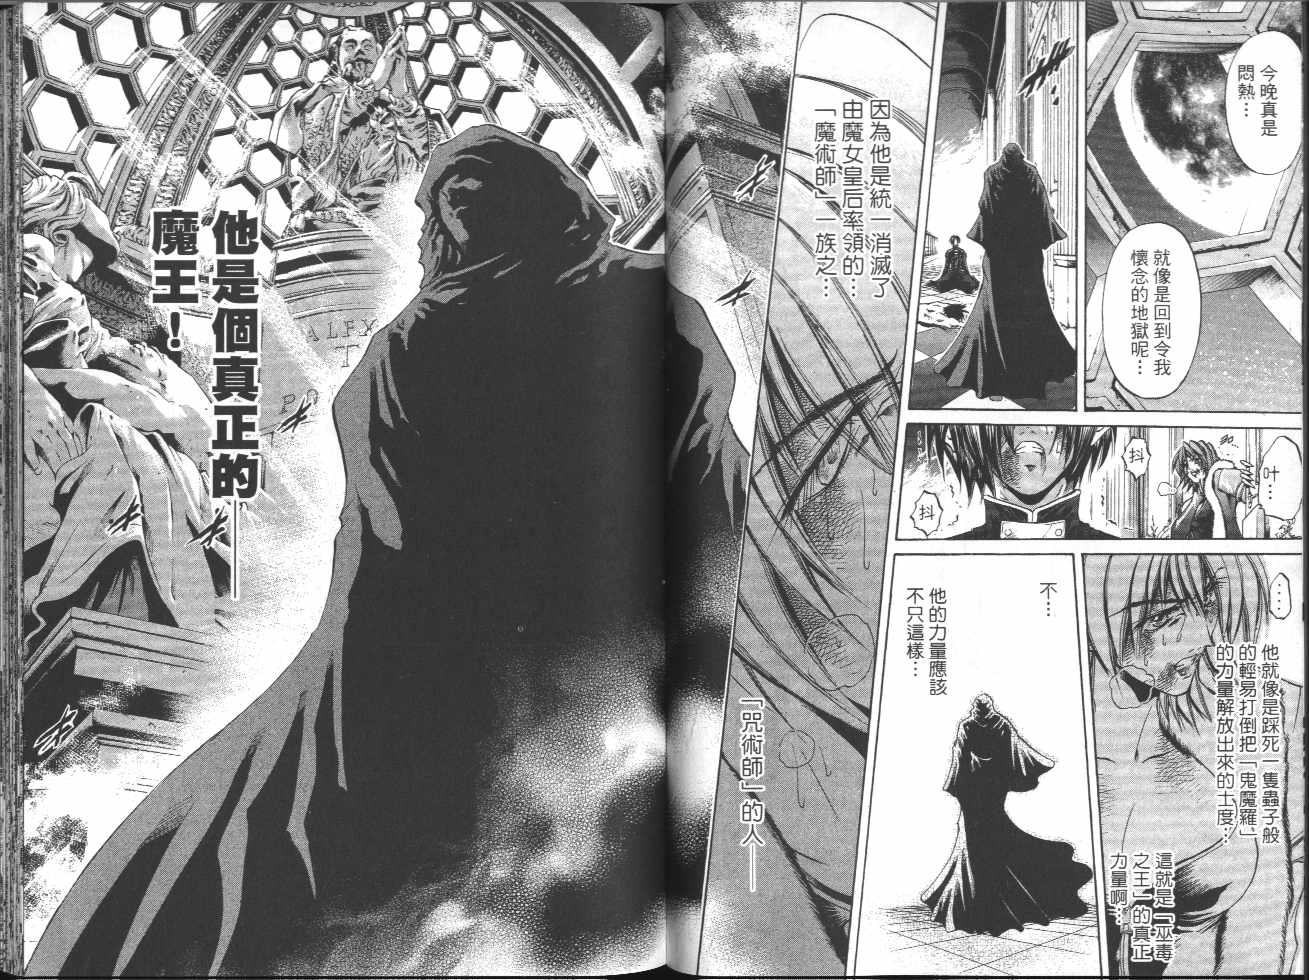 今晚真是
悶熱…
就像是回到令我
懷念的地獄呢…
叶…
抖
抖
…
他就像是踩死一隻蟲子般
的輕易打倒把「鬼魔羅」
的力量解放出來的士度…
這就是「巫毒
之王」的真正
力量啊…
不…
他的力量應該
不只這樣…
因為他是統一消滅了
由魔女皇后率領的…
「魔術師」一族之…
「咒術師」的人——
他是個真正的——
魔王！
ALEX